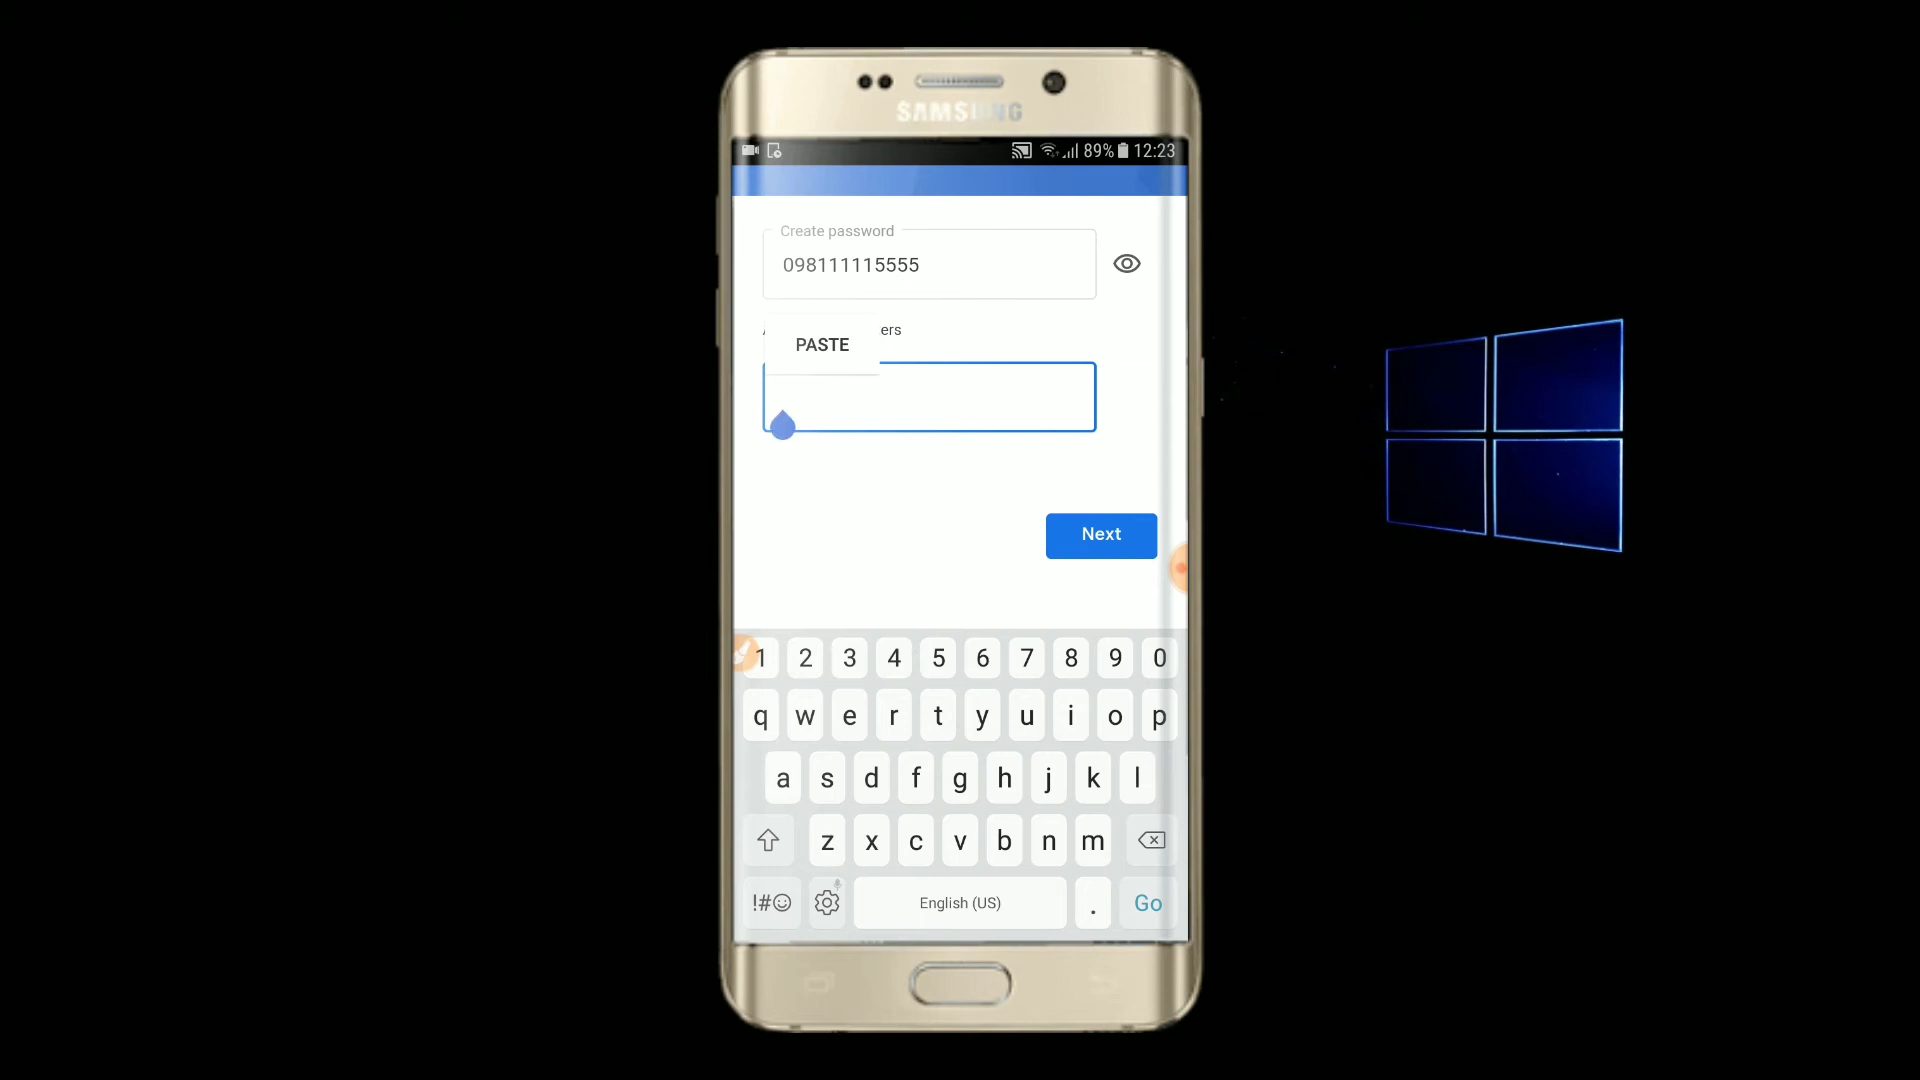 SAMSUNG
89% 12:23
Create password
098111115555
ers
PASTE
Next
1 2 3 4 5 6 7 8 9 0
q w e r t y u i o p
a s d f g h j k l
z x c v b n m
!#☺ English (US) . Go